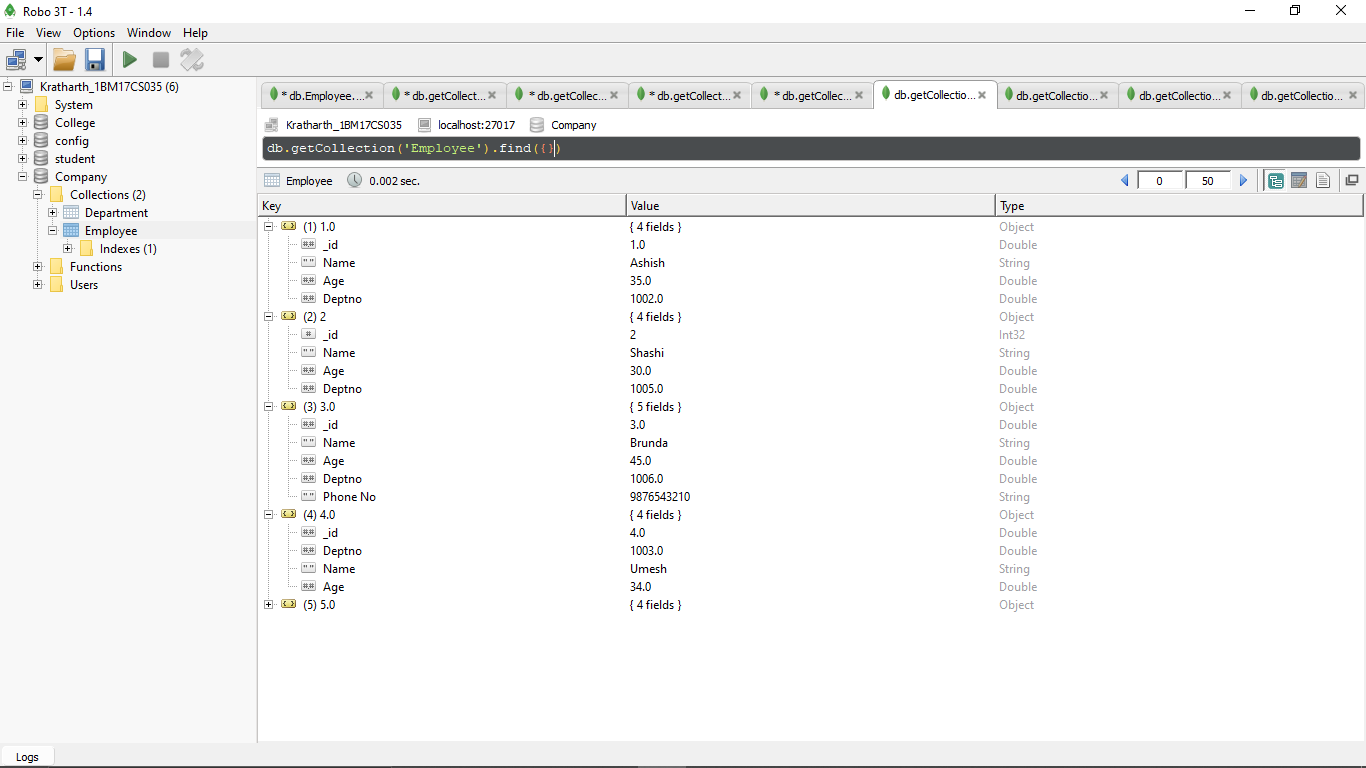 Robo 3T - 1.4
File View Options Window Help
Kratharth_1BM17CS035 (6)
System
College
config
student
Company
Collections (2)
Department
Employee
Indexes (1)
Functions
Users
* db.Employee.... * db.getCollect... * db.getCollec... * db.getCollect... * db.getCollec... db.getCollectio... db.getCollectio... db.getCollectio... db.getCollectio...
Kratharth_1BM17CS035 localhost:27017 Company
db.getCollection('Employee').find({})
Employee 0.002 sec. 0 50
Key Value Type
(1) 1.0 { 4 fields } Object
_id 1.0 Double
Name Ashish String
Age 35.0 Double
Deptno 1002.0 Double
(2) 2 { 4 fields } Object
_id 2 Int32
Name Shashi String
Age 30.0 Double
Deptno 1005.0 Double
(3) 3.0 { 5 fields } Object
_id 3.0 Double
Name Brunda String
Age 45.0 Double
Deptno 1006.0 Double
Phone No 9876543210 String
(4) 4.0 { 4 fields } Object
_id 4.0 Double
Deptno 1003.0 Double
Name Umesh String
Age 34.0 Double
(5) 5.0 { 4 fields } Object
Logs